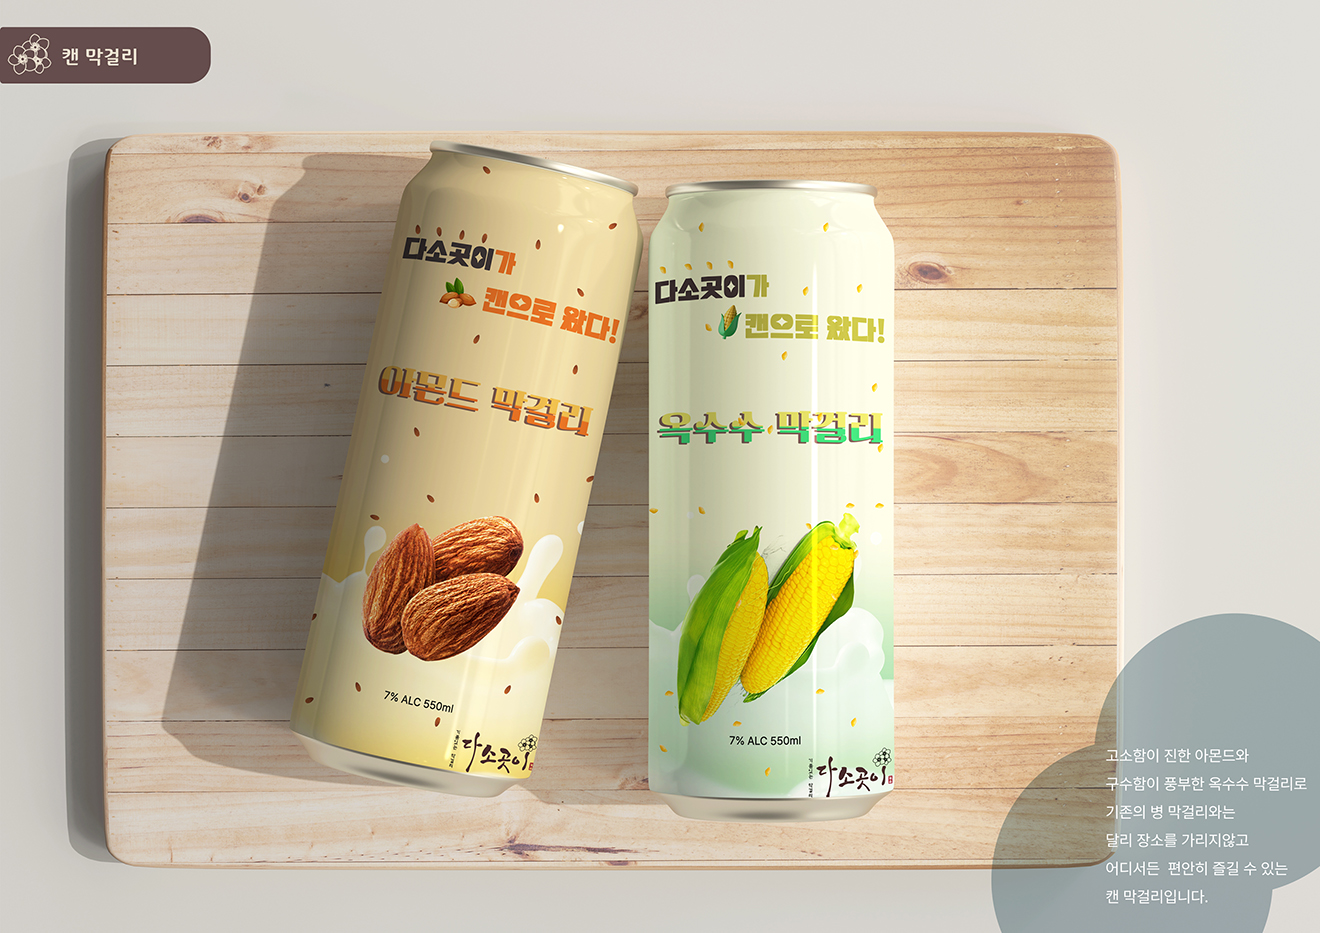 캔 막걸리
다소곳이가
캔으로 왔다!
아몬드 막걸리
7% ALC 550ml
다소곳이
다소곳이가
캔으로 왔다!
옥수수 막걸리
7% ALC 550ml
다소곳이
고소함이 진한 아몬드와
구수함이 풍부한 옥수수 막걸리로
기존의 병 막걸리와는
달리 장소를 가리지않고
어디서든 편안히 즐길 수 있는
캔 막걸리입니다.